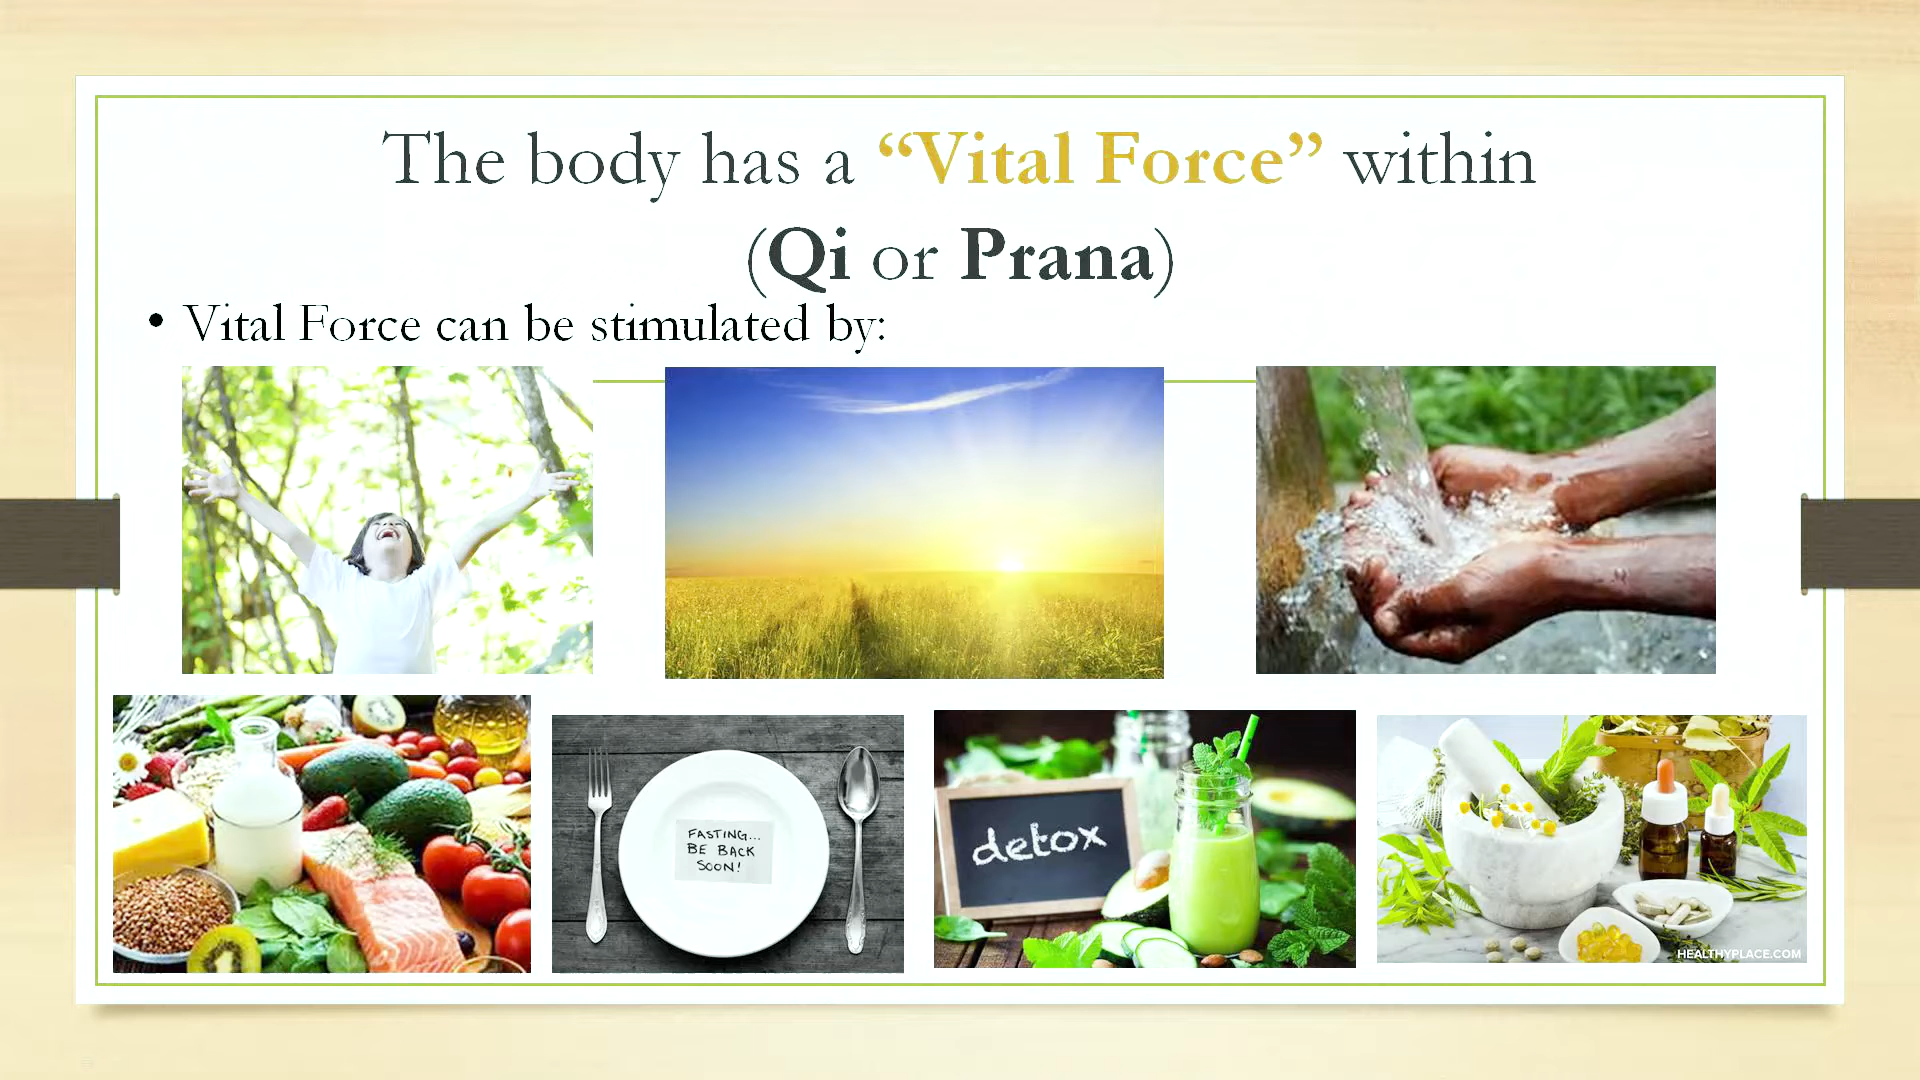 The body has a “Vital Force” within
(Qi or Prana)
• Vital Force can be stimulated by:
FASTING...
BE BACK
SOON!
detox
HEALTHYPLACE.COM